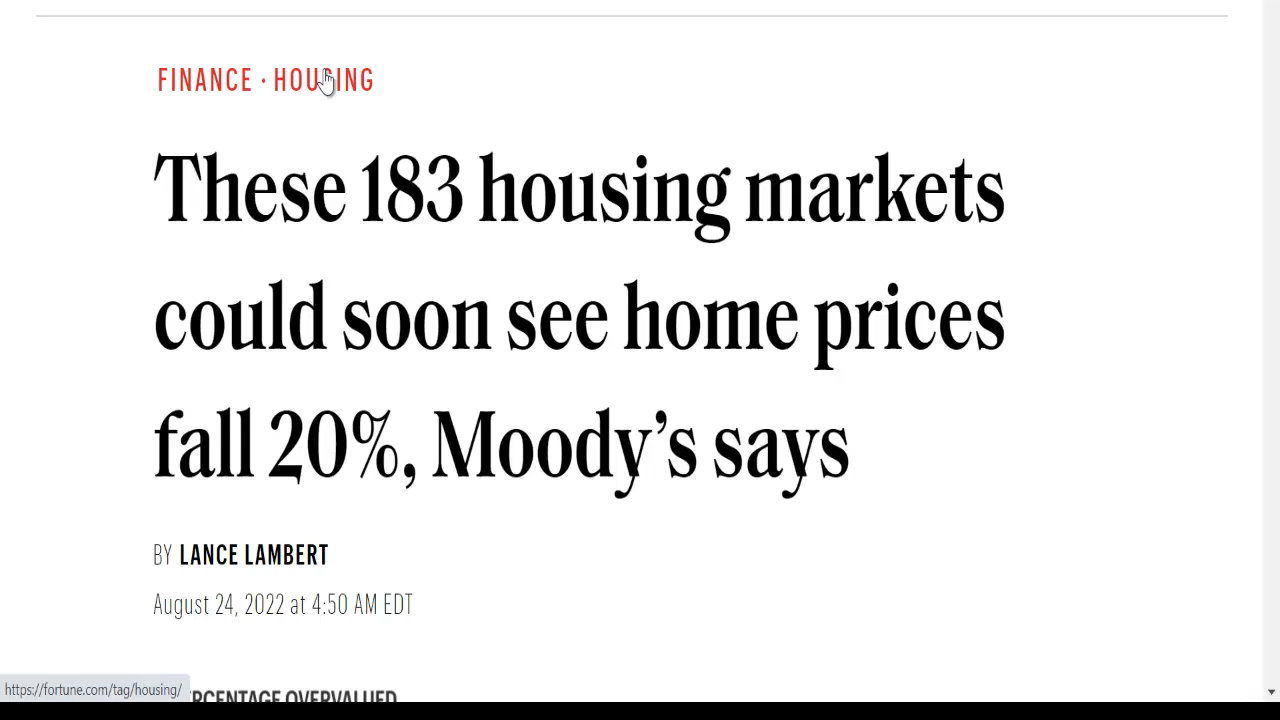 FINANCE · HOUSING
These 183 housing markets
could soon see home prices
fall 20%, Moody’s says
BY LANCE LAMBERT
August 24, 2022 at 4:50 AM EDT
https://fortune.com/tag/housing/
OVERVALUED